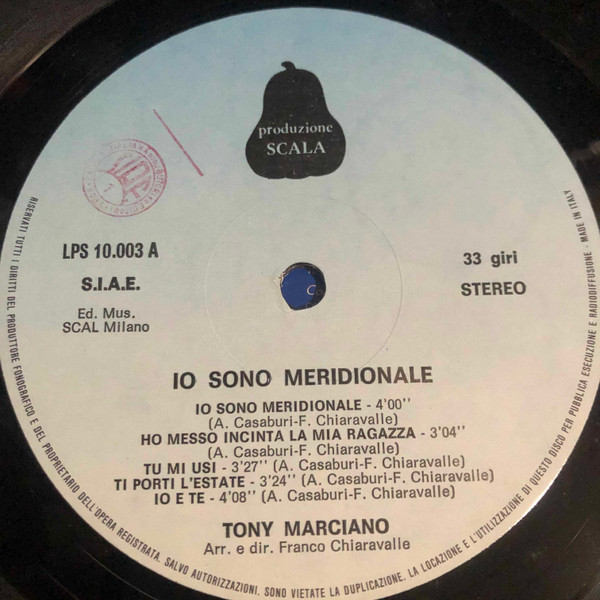 produzione
SCALA
LPS 10.003 A
S.I.A.E.
Ed. Mus.
SCAL Milano
33 giri
STEREO
IO SONO MERIDIONALE
IO SONO MERIDIONALE - 4'00''
(A. Casaburi-F. Chiaravalle)
HO MESSO INCINTA LA MIA RAGAZZA - 3'04''
(A. Casaburi-F. Chiaravalle)
TU MI USI - 3'27'' (A. Casaburi-F. Chiaravalle)
TI PORTI L'ESTATE - 3'24'' (A. Casaburi-F. Chiaravalle)
IO E TE - 4'08'' (A. Casaburi-F. Chiaravalle)
TONY MARCIANO
Arr. e dir. Franco Chiaravalle
RISERVATI TUTTI I DIRITTI DEL PRODUTTORE FONOGRAFICO E DEL PROPRIETARIO DELL'OPERA REGISTRATA. SALVO AUTORIZZAZIONI. SONO VIETATE LA DUPLICAZIONE. LA LOCAZIONE E L'UTILIZZAZIONE DI QUESTO DISCO PER PUBBLICA ESECUZIONE E RADIODIFFUSIONE - MADE IN ITALY